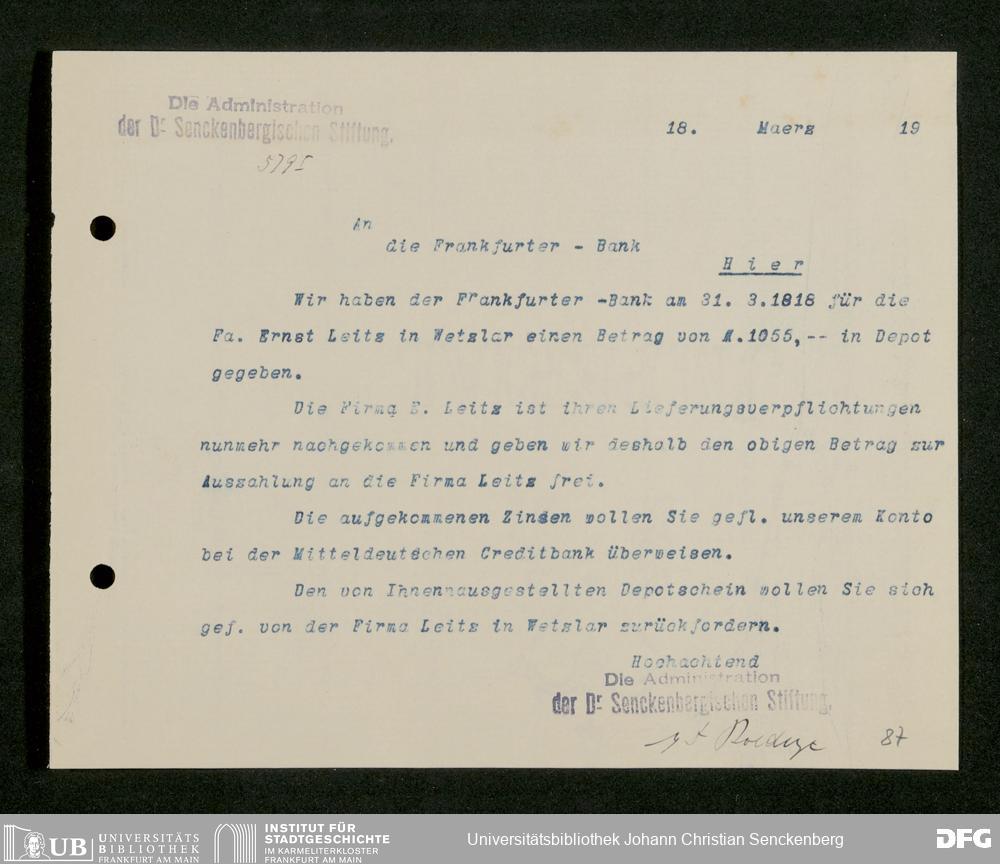 Die Administration
der Dr Senckenbergischen Stiftung.
18. Maerz 19
579I
An
die Frankfurter - Bank
Hier
Wir haben der Frankfurter -Bank am 31. 3.1818 für die
Fa. Ernst Leitz in Wetzlar einen Betrag von M.1055,-- in Depot
gegeben.
Die Firma E. Leitz ist ihren Lieferungsverpflichtungen
nunmehr nachgekommen und geben wir deshalb den obigen Betrag zur
Auszahlung an die Firma Leitz frei.
Die aufgekommenen Zinsen wollen Sie gefl. unserem Konto
bei der Mitteldeutschen Creditbank überweisen.
Den von Ihnennausgestellten Depotschein wollen Sie sich
gef. von der Firma Leitz in Wetzlar zurückfordern.
Hochachtend
Die Administration
der Dr Senckenbergischen Stiftung.
87
UB UNIVERSITÄTS BIBLIOTHEK FRANKFURT AM MAIN
INSTITUT FÜR STADTGESCHICHTE IM KARMELITERKLOSTER FRANKFURT AM MAIN
Universitätsbibliothek Johann Christian Senckenberg
DFG